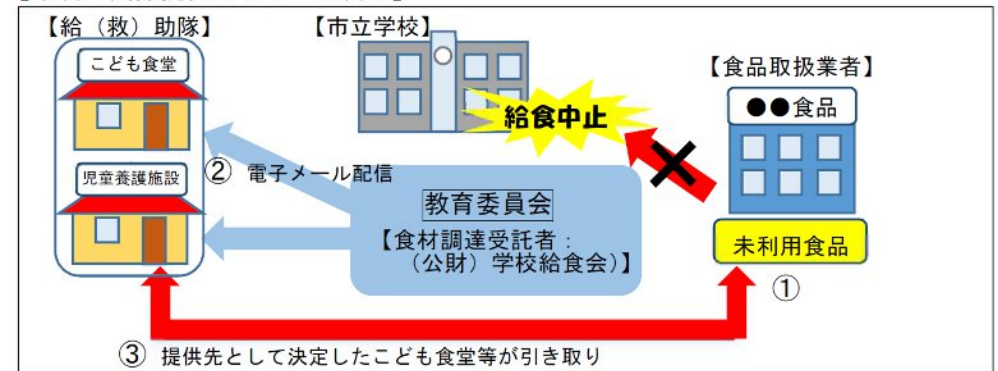 【給(救)助隊】
【市立学校】
こども食堂
【食品取扱業者】
●●食品
給食中止
児童養護施設
② 電子メール配信
教育委員会
【食材調達受託者:
(公財)学校給食会)】
未利用食品
①
③ 提供先として決定したこども食堂等が引き取り